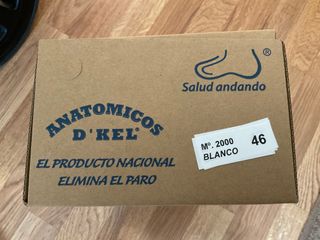 ®
Salud andando
ANATOMICOS
D'KEL®
Mº. 2000 46
BLANCO
EL PRODUCTO NACIONAL
ELIMINA EL PARO